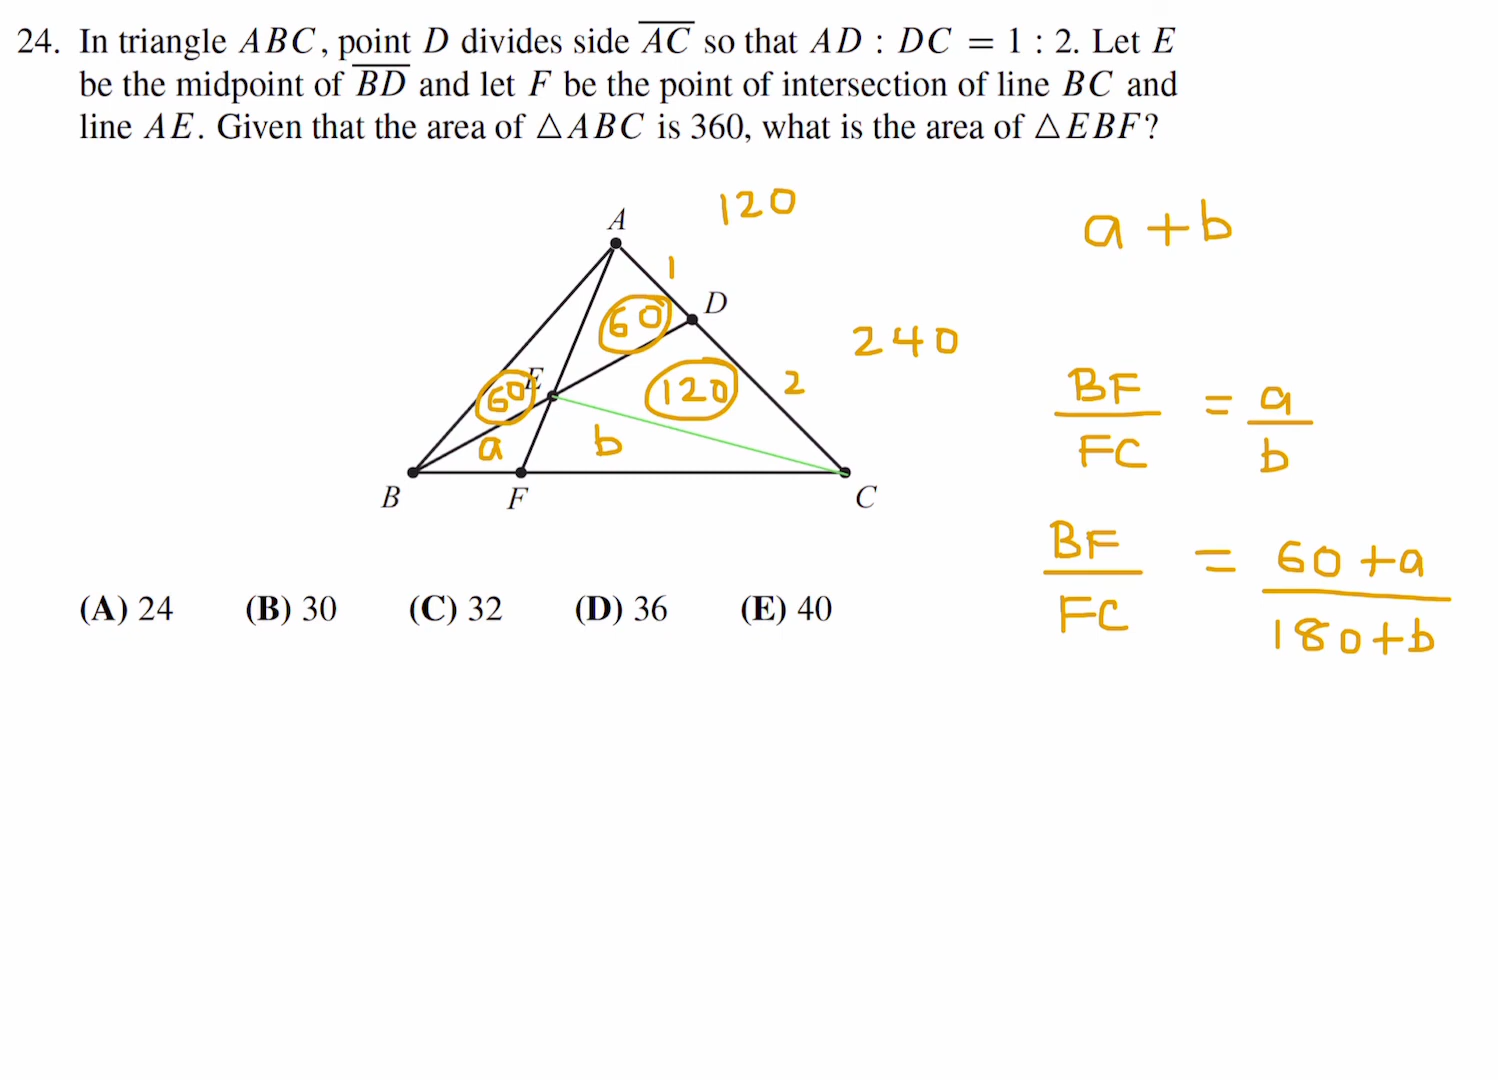 24. In triangle ABC, point D divides side AC so that AD : DC = 1 : 2. Let E
be the midpoint of BD and let F be the point of intersection of line BC and
line AE. Given that the area of △ABC is 360, what is the area of △EBF?
120
a + b
A
1
D
60
240
BF/FC = a/b
E
60
120
2
a
b
B
F
C
BF/FC = 60+a/180+b
(A) 24 (B) 30 (C) 32 (D) 36 (E) 40